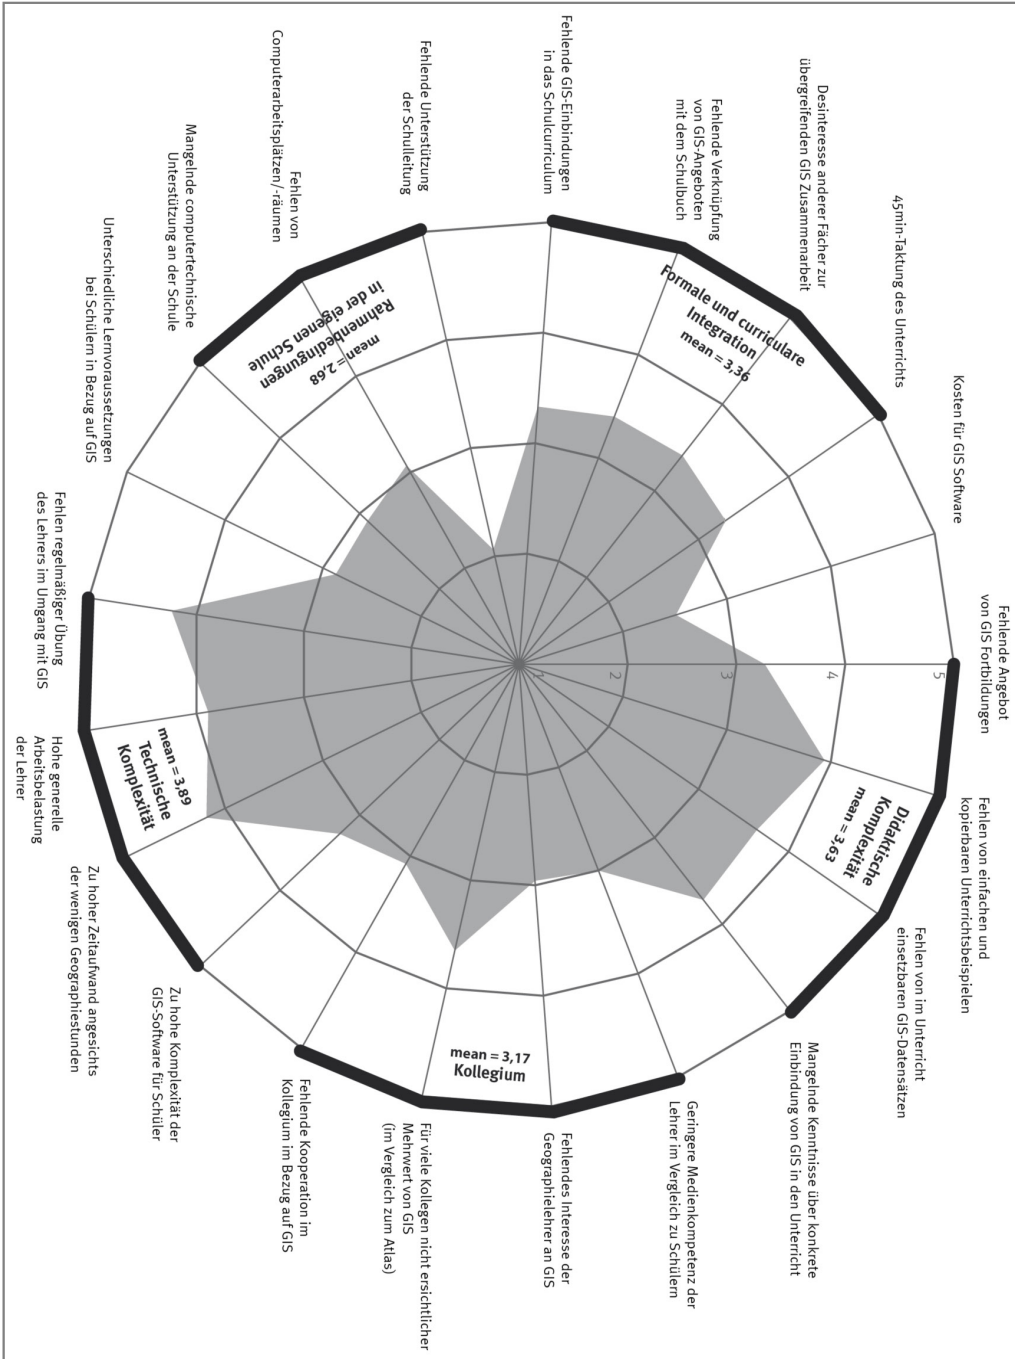 Fehlende Angebot
von GIS Fortbildungen
Fehlen von einfachen und
kopierbaren Unterrichtsbeispielen
Fehlen von im Unterricht
einsetzbaren GIS-Datensätzen
Mangelnde Kenntnisse über konkrete
Einbindung von GIS in den Unterricht
Geringere Medienkompetenz der
Lehrer im Vergleich zu Schülern
Fehlendes Interesse der
Geographielehrer an GIS
Für viele Kollegen nicht ersichtlicher
Mehrwert von GIS
(im Vergleich zum Atlas)
Fehlende Kooperation im
Kollegium im Bezug auf GIS
Zu hohe Komplexität der
GIS-Software für Schüler
Zu hoher Zeitaufwand angesichts
der wenigen Geographiestunden
Hohe generelle
Arbeitsbelastung
der Lehrer
Fehlen regelmäßiger Übung
des Lehrers im Umgang mit GIS
Unterschiedliche Lernvoraussetzungen
bei Schülern in Bezug auf GIS
Mangelnde computertechnische
Unterstützung an der Schule
Fehlen von
Computerarbeitsplätzen/-räumen
Fehlende Unterstützung
der Schulleitung
Fehlende GIS-Einbindungen
in das Schulcurriculum
Fehlende Verknüpfung
von GIS-Angeboten
mit dem Schulbuch
Desinteresse anderer Fächer zur
übergreifenden GIS Zusammenarbeit
45min-Taktung des Unterrichts
Kosten für GIS Software
5
4
3
2
1
Didaktische
Komplexität
mean = 3,63
mean = 3,17
Kollegium
mean = 3,89
Technische
Komplexität
mean = 2,68
Rahmenbedingungen
in der eigenen Schule
Formale und curriculare
Integration
mean = 3,36